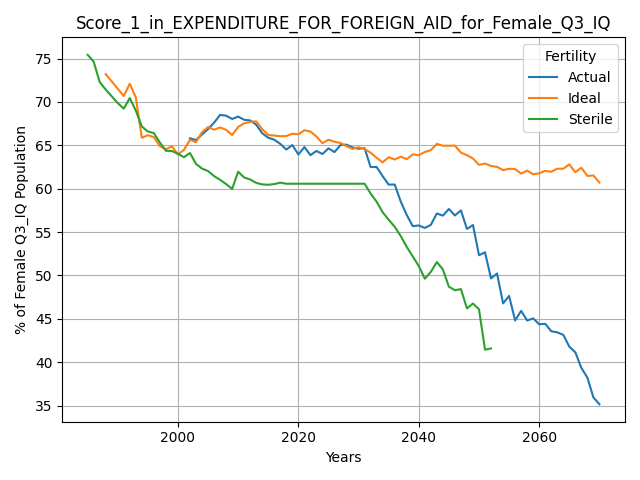 Score_1_in_EXPENDITURE_FOR_FOREIGN_AID_for_Female_Q3_IQ
% of Female Q3_IQ Population
75
70
65
60
55
50
45
40
35
Fertility
Actual
Ideal
Sterile
2000 2020 2040 2060
Years